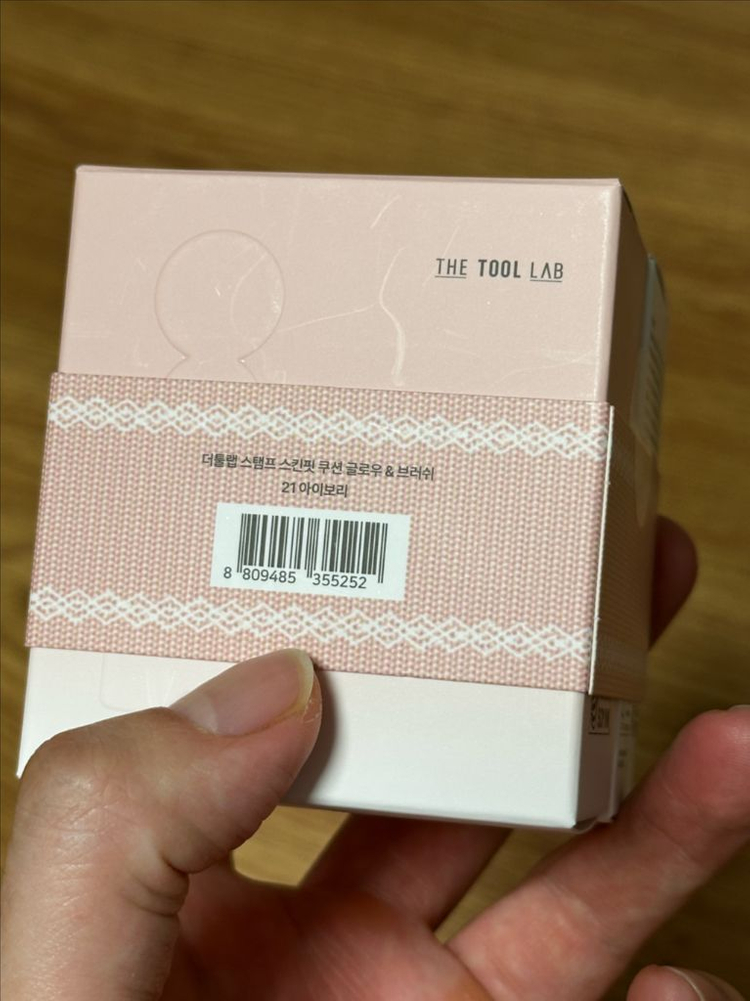 THE TOOL LAB
더툴랩 스탬프 스킨핏 쿠션 글로우 & 브러쉬
21 아이보리
8 809485 355252